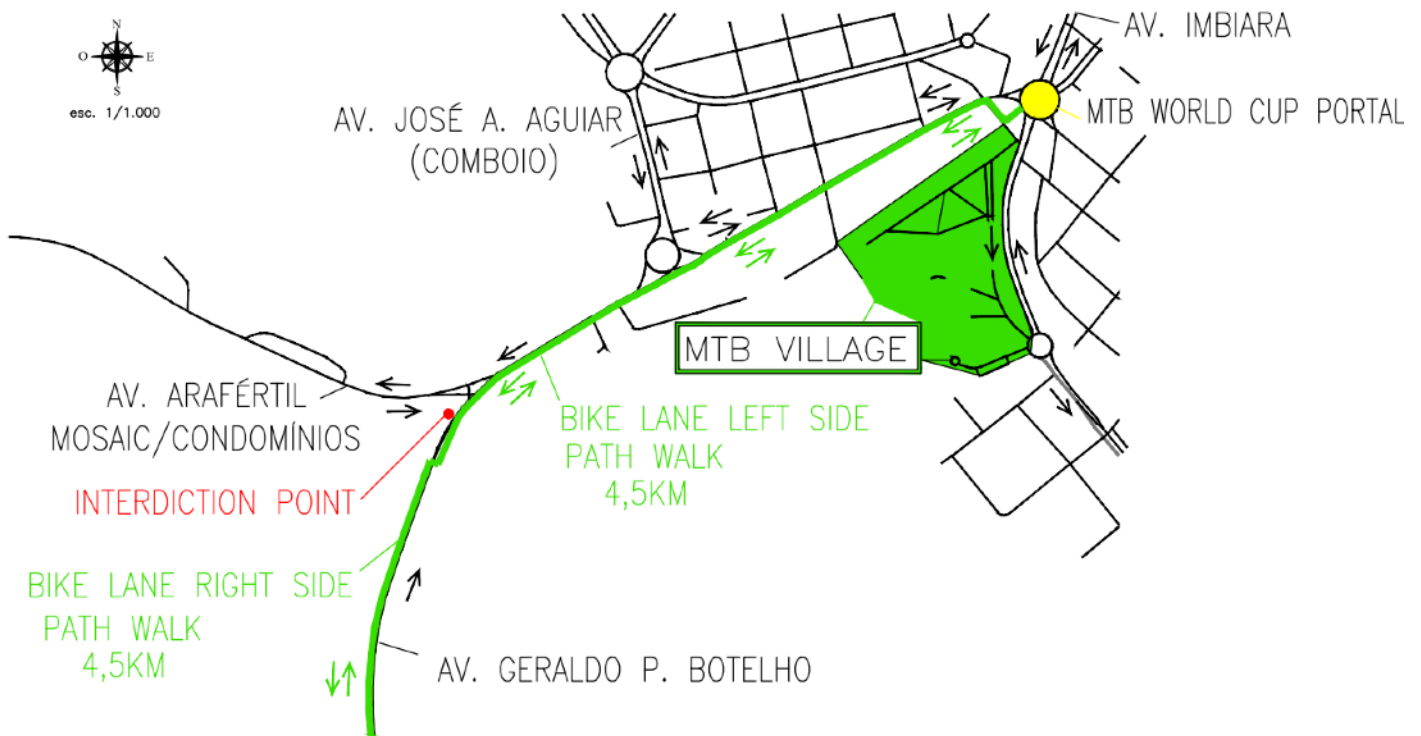 N
O
E
S
esc. 1/1.000
AV. IMBIARA
MTB WORLD CUP PORTAL
AV. JOSÉ A. AGUIAR
(COMBOIO)
MTB VILLAGE
AV. ARAFÉRTIL
MOSAIC/CONDOMÍNIOS
BIKE LANE LEFT SIDE
PATH WALK
4,5KM
INTERDICTION POINT
BIKE LANE RIGHT SIDE
PATH WALK
4,5KM
AV. GERALDO P. BOTELHO